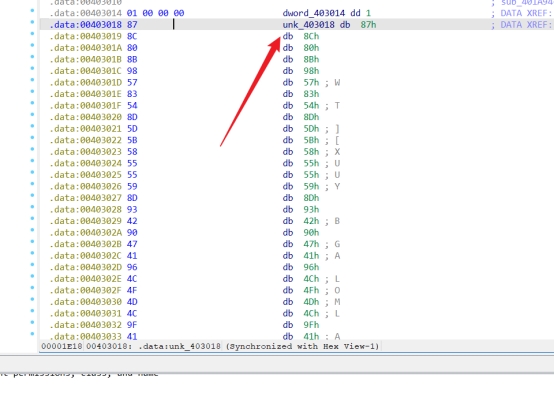 .data:00403010
.data:00403014 01 00 00 00 dword_403014 dd 1 ; DATA XREF:
.data:00403018 87 unk_403018 db 87h ; DATA XREF:
.data:00403019 8C db 8Ch
.data:0040301A 80 db 80h
.data:0040301B 8B db 8Bh
.data:0040301C 98 db 98h
.data:0040301D 57 db 57h ; W
.data:0040301E 83 db 83h
.data:0040301F 54 db 54h ; T
.data:00403020 8D db 8Dh
.data:00403021 5D db 5Dh ; ]
.data:00403022 5B db 5Bh ; [
.data:00403023 58 db 58h ; X
.data:00403024 55 db 55h ; U
.data:00403025 55 db 55h ; U
.data:00403026 59 db 59h ; Y
.data:00403027 8D db 8Dh
.data:00403028 93 db 93h
.data:00403029 42 db 42h ; B
.data:0040302A 90 db 90h
.data:0040302B 47 db 47h ; G
.data:0040302C 41 db 41h ; A
.data:0040302D 96 db 96h
.data:0040302E 4C db 4Ch ; L
.data:0040302F 4F db 4Fh ; O
.data:00403030 4D db 4Dh ; M
.data:00403031 4C db 4Ch ; L
.data:00403032 9F db 9Fh
.data:00403033 41 db 41h ; A
00001E18 00403018: .data:unk_403018 (Synchronized with Hex View-1)